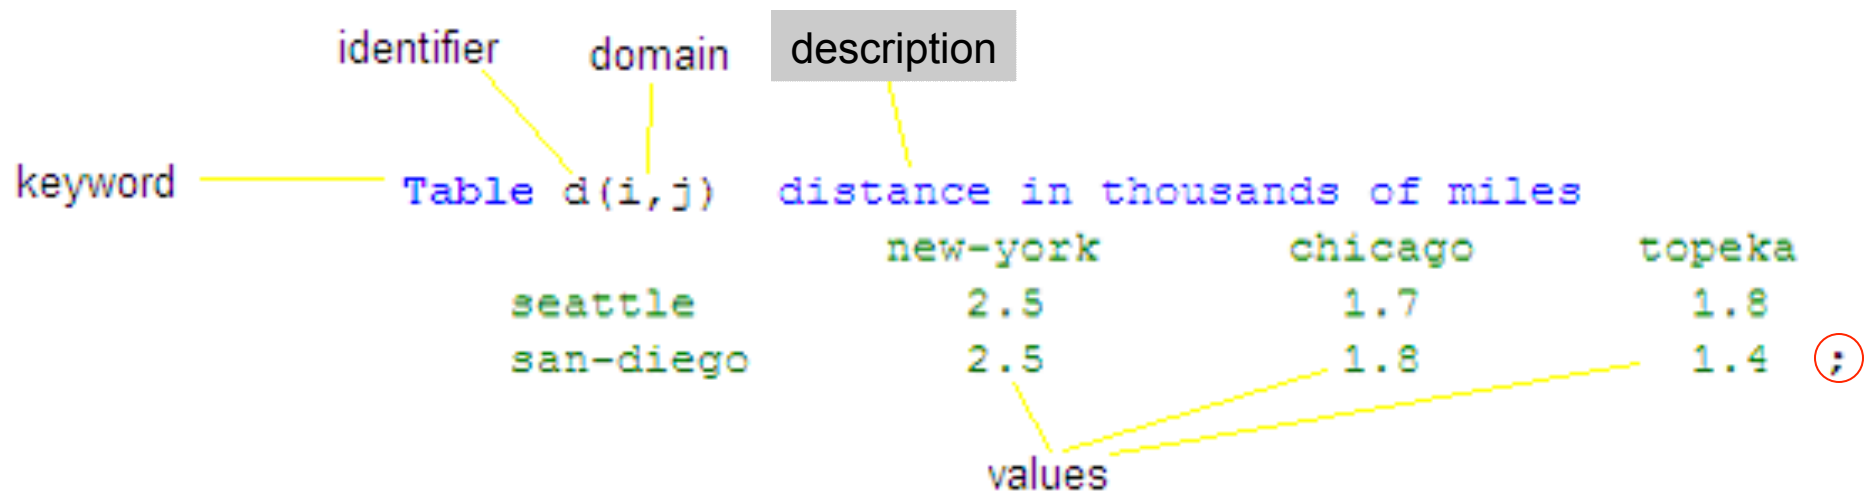 identifier domain description
keyword Table d(i,j) distance in thousands of miles
new-york chicago topeka
seattle 2.5 1.7 1.8
san-diego 2.5 1.8 1.4 ;
values